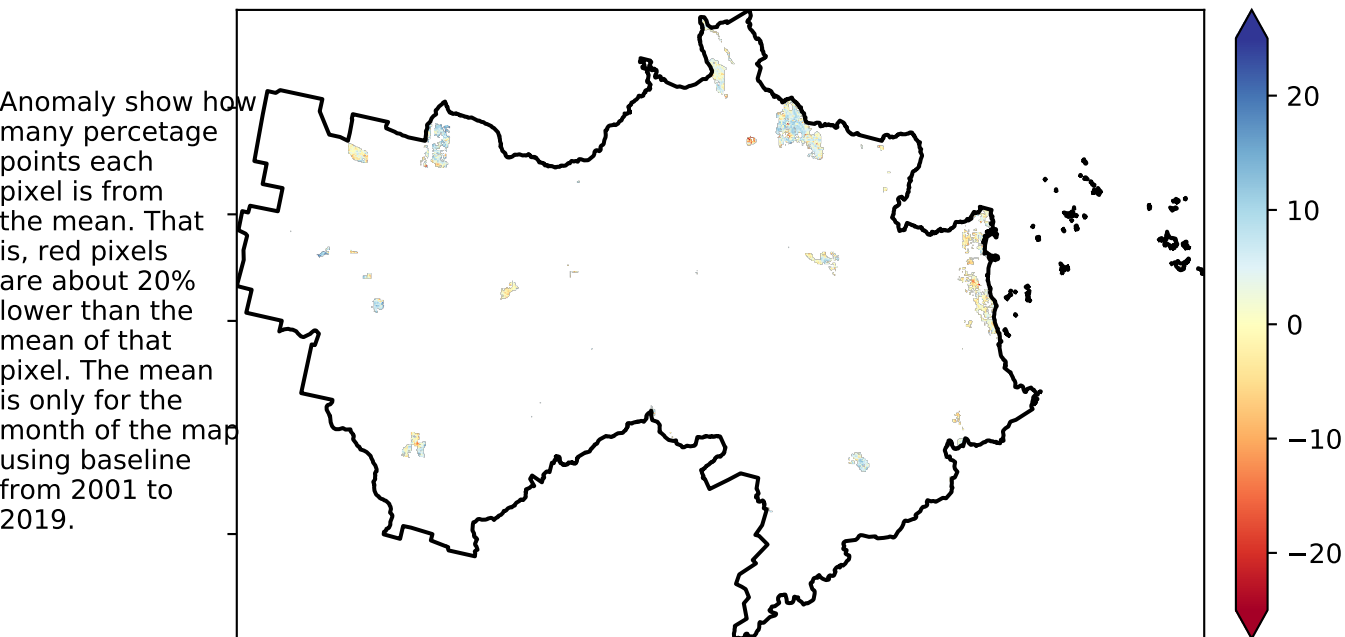 Anomaly show how
many percetage
points each
pixel is from
the mean. That
is, red pixels
are about 20%
lower than the
mean of that
pixel. The mean
is only for the
month of the map
using baseline
from 2001 to
2019.
20
10
0
−10
−20